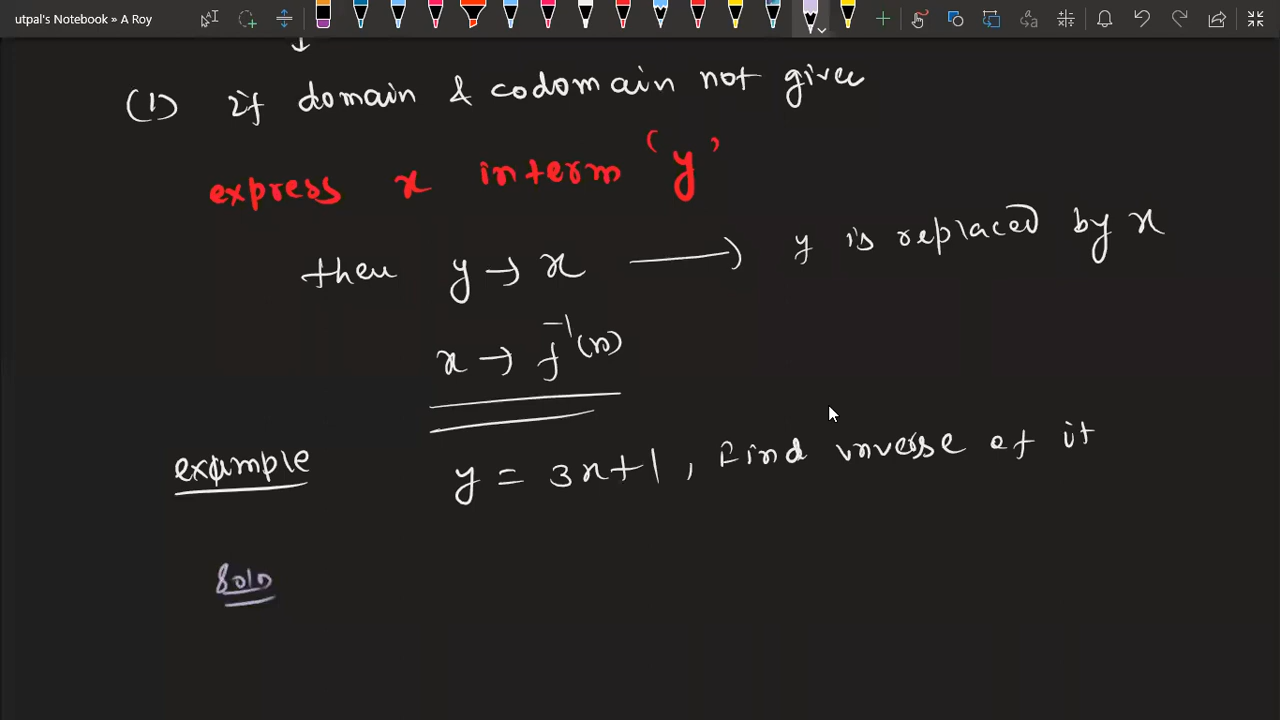 utpal's Notebook » A Roy
(1) if domain & codomain not given
express x interm 'y'
then y → x ⟶ y is replaced by x
x → f⁻¹(x)
example y = 3x+1, Find inverse of it
Soln